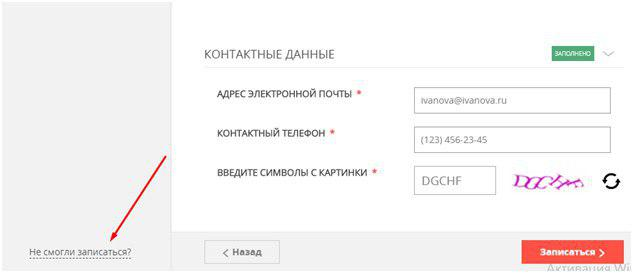 КОНТАКТНЫЕ ДАННЫЕ
ЗАПОЛНЕНО
АДРЕС ЭЛЕКТРОННОЙ ПОЧТЫ *
ivanova@ivanova.ru
КОНТАКТНЫЙ ТЕЛЕФОН *
(123) 456-23-45
ВВЕДИТЕ СИМВОЛЫ С КАРТИНКИ *
DGCHF
Не смогли записаться?
Назад
Записаться
Активация Wi